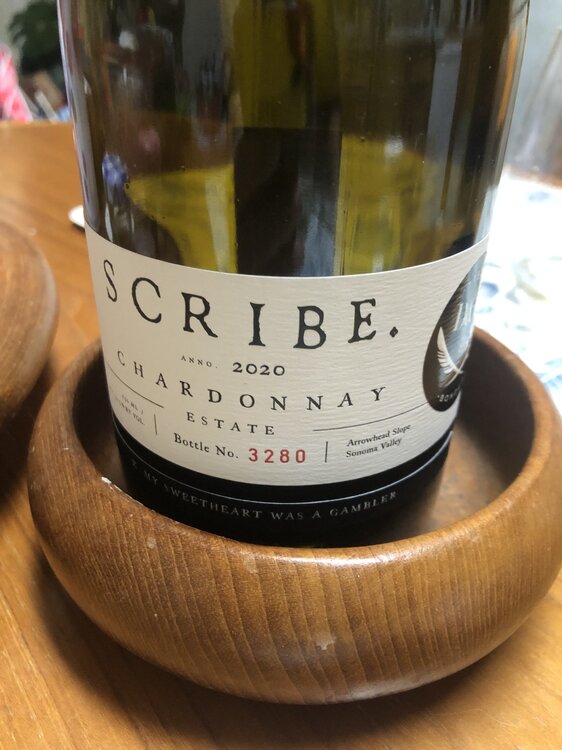 SCRIBE.
ANNO. 2020
CHARDONNAY
ESTATE
Bottle No. 3280
Arrowhead Slope
Sonoma Valley
MY SWEETHEART WAS A GAMBLER